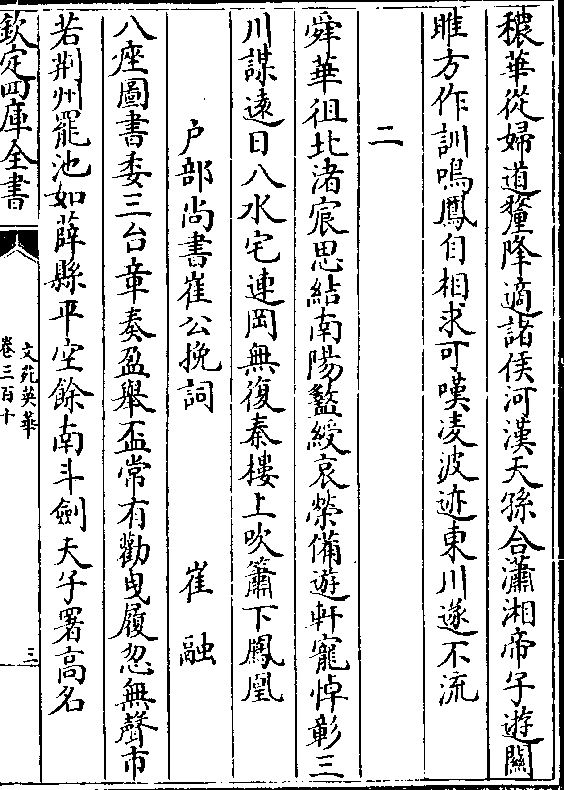 穠華從婦道釐降適諸侯河漢天孫合瀟湘帝子遊關
雎方作訓鳴鳳自相求可嘆凌波迹東川遂不流
二
舜華徂北渚宸思結南陽盭綬哀榮備遊軒寵悼彰三
川謀遠日八水宅連岡無復秦樓上吹簫下鳳凰
户部尚書崔公挽詞 崔融
八座圖書委三台章奏盈舉盃常有勸曳履忽無聲市
若荆州罷池如薛縣平空餘南斗劍天子署高名
欽定四庫全書
文苑英華
卷三百十
三